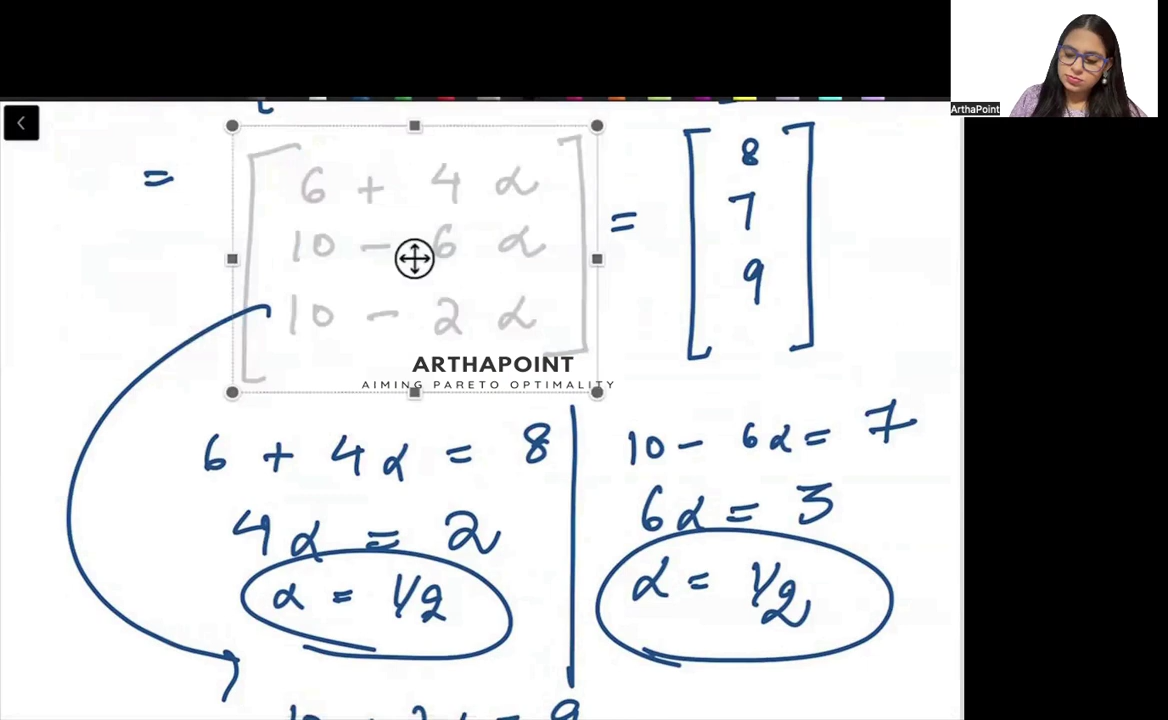 ArthaPoint
= [ 6 + 4 α = [ 8
10 - 6 α 7
10 - 2 α ] 9 ]
ARTHAPOINT
AIMING PARETO OPTIMALITY
6 + 4α = 8
4α = 2
α = 1/2
10 - 6α = 7
6α = 3
α = 1/2